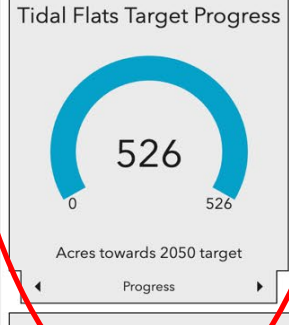 Tidal Flats Target Progress
526
0 526
Acres towards 2050 target
Progress